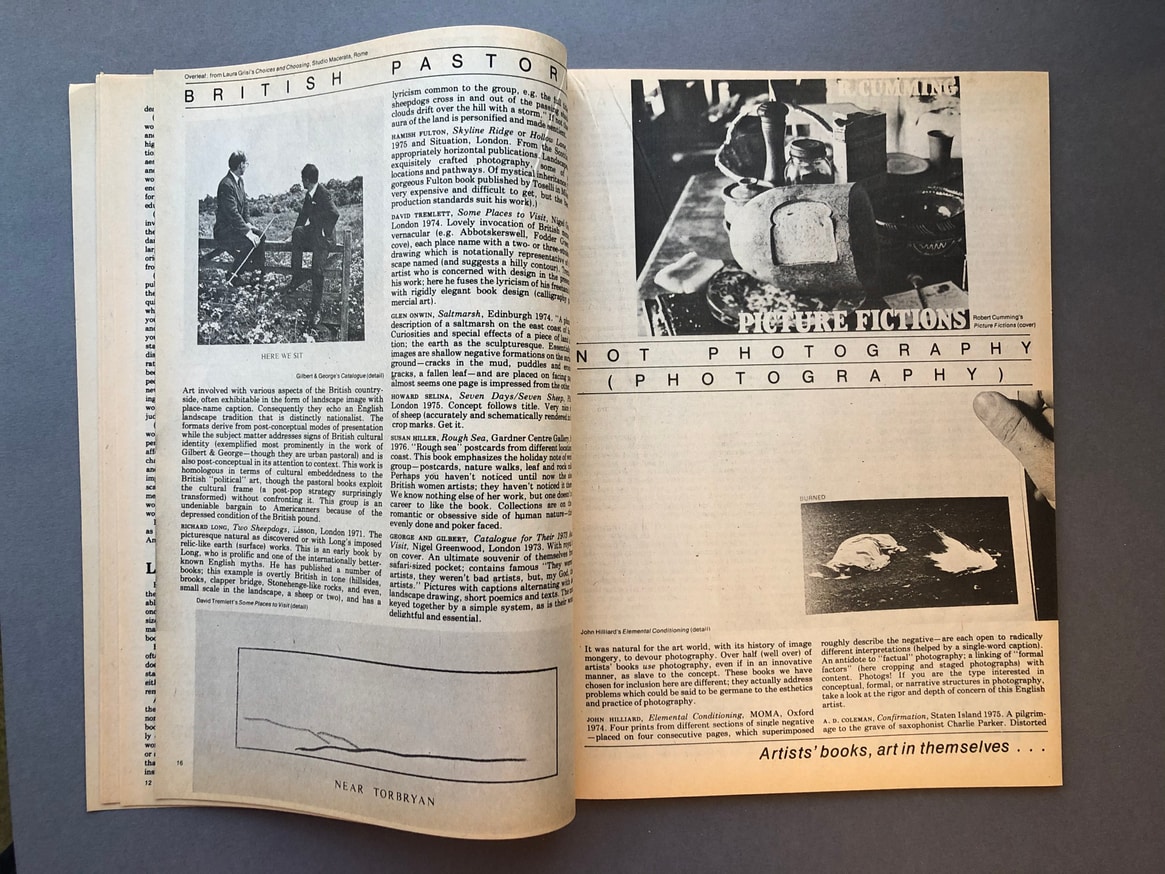 Overleaf: from Laura Grisi's Choices and Choosing, Studio Macerata, Rome
BRITISH PASTOR
HERE WE SIT
Gilbert & George's Catalogue (detail)
Art involved with various aspects of the British country-
side, often exhibitable in the form of landscape image with
place-name caption. Consequently they echo an English
landscape tradition that is distinctly nationalist. The
formats derive from post-conceptual modes of presentation
while the subject matter addresses signs of British cultural
identity (exemplified most prominently in the work of
Gilbert & George—though they are urban pastoral) and is
also post-conceptual in its attention to context. This work is
homologous in terms of cultural embeddedness to the
British "political" art, though the pastoral books exploit
the cultural frame (a post-pop strategy surprisingly
transformed) without confronting it. This group is an
undeniable bargain to Americanners because of the
depressed condition of the British pound.
RICHARD LONG, Two Sheepdogs, Lisson, London 1971. The
picturesque natural as discovered or with Long's imposed
relic-like earth (surface) works. This is an early book by
Long, who is prolific and one of the internationally better-
known English myths. He has published a number of
books; this example is overtly British in tone (hillsides,
brooks, clapper bridge, Stonehenge-like rocks, and even,
small scale in the landscape, a sheep or two), and has a
David Tremlett's Some Places to Visit (detail)
NEAR TORBRYAN
16
12
lyricism common to the group, e.g. the full
sheepdogs cross in and out of the passing
clouds drift over the hill with a storm." If not
aura of the land is personified and made sentient.
HAMISH FULTON, Skyline Ridge or Hollow Lane
1975 and Situation, London. From the
appropriately horizontal publications. Landscape
exquisitely crafted photography, some of
locations and pathways. Of mystical inheritance
gorgeous Fulton book published by Toselli in
very expensive and difficult to get, but the
production standards suit his work).)
DAVID TREMLETT, Some Places to Visit, Nigel
London 1974. Lovely invocation of British
vernacular (e.g. Abbotskerswell, Fodder
cove), each place name with a two- or three-
drawing which is notationally representative
scape named (and suggests a hilly contour).
artist who is concerned with design in the
his work; here he fuses the lyricism of his
with rigidly elegant book design (calligraphy
mercial art).
GLEN ONWIN, Saltmarsh, Edinburgh 1974. "A
description of a saltmarsh on the east coast
Curiosities and special effects of a piece of
tion; the earth as the sculpturesque. Essentially
images are shallow negative formations on the
ground—cracks in the mud, puddles and
tracks, a fallen leaf—and are placed on facing
almost seems one page is impressed from the
HOWARD SELINA, Seven Days/Seven Sheep,
London 1975. Concept follows title. Very
of sheep (accurately and schematically rendered
crop marks. Get it.
SUSAN HILLER, Rough Sea, Gardner Centre Gallery,
1976. "Rough sea" postcards from different
coast. This book emphasizes the holiday note
group—postcards, nature walks, leaf and rock
Perhaps you haven't noticed until now the
British women artists; they haven't noticed it
We know nothing else of her work, but one
career to like the book. Collections are on
romantic or obsessive side of human nature—
evenly done and poker faced.
GEORGE AND GILBERT, Catalogue for Their 1973
Visit, Nigel Greenwood, London 1973. With
on cover. An ultimate souvenir of themselves
safari-sized pocket; contains famous "They
artists, they weren't bad artists, but, my God,
artists." Pictures with captions alternating with
landscape drawing, short poemics and texts. The
keyed together by a simple system, as is their
delightful and essential.
R. CUMMING
PICTURE FICTIONS
Robert Cumming's
Picture Fictions (cover)
NOT PHOTOGRAPHY
(PHOTOGRAPHY)
BURNED
John Hilliard's Elemental Conditioning (detail)
It was natural for the art world, with its history of image
mongery, to devour photography. Over half (well over) of
artists' books use photography, even if in an innovative
manner, as slave to the concept. These books we have
chosen for inclusion here are different; they actually address
problems which could be said to be germane to the esthetics
and practice of photography.
JOHN HILLIARD, Elemental Conditioning, MOMA, Oxford
1974. Four prints from different sections of single negative
—placed on four consecutive pages, which superimposed
roughly describe the negative—are each open to radically
different interpretations (helped by a single-word caption).
An antidote to "factual" photography; a linking of "formal
factors" (here cropping and staged photographs) with
content. Photogs! If you are the type interested in
conceptual, formal, or narrative structures in photography,
take a look at the rigor and depth of concern of this English
artist.
A. D. COLEMAN, Confirmation, Staten Island 1975. A pilgrim-
age to the grave of saxophonist Charlie Parker. Distorted
Artists' books, art in themselves . . .